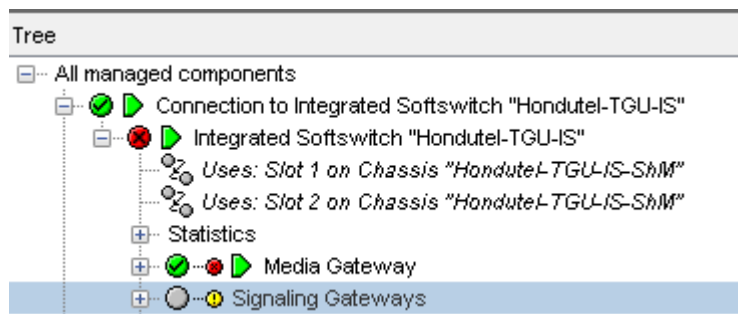 Tree
All managed components
Connection to Integrated Softswitch "Hondutel-TGU-IS"
Integrated Softswitch "Hondutel-TGU-IS"
Uses: Slot 1 on Chassis "Hondutel-TGU-IS-ShM"
Uses: Slot 2 on Chassis "Hondutel-TGU-IS-ShM"
Statistics
Media Gateway
Signaling Gateways